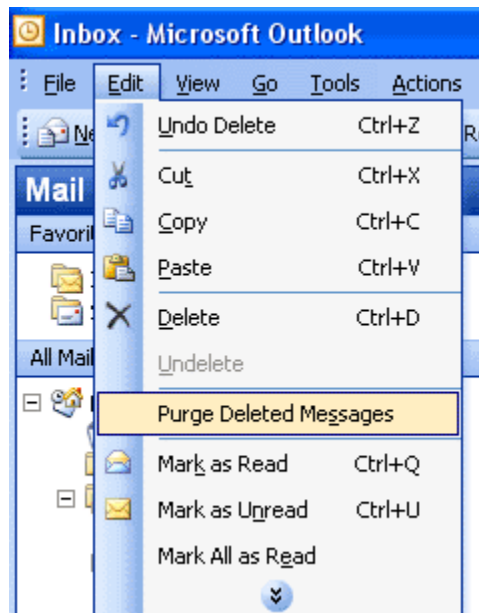 Inbox - Microsoft Outlook
File Edit View Go Tools Actions
Undo Delete Ctrl+Z
Cut Ctrl+X
Mail
Copy Ctrl+C
Paste Ctrl+V
Delete Ctrl+D
All Mail
Undelete
Purge Deleted Messages
Mark as Read Ctrl+Q
Mark as Unread Ctrl+U
Mark All as Read